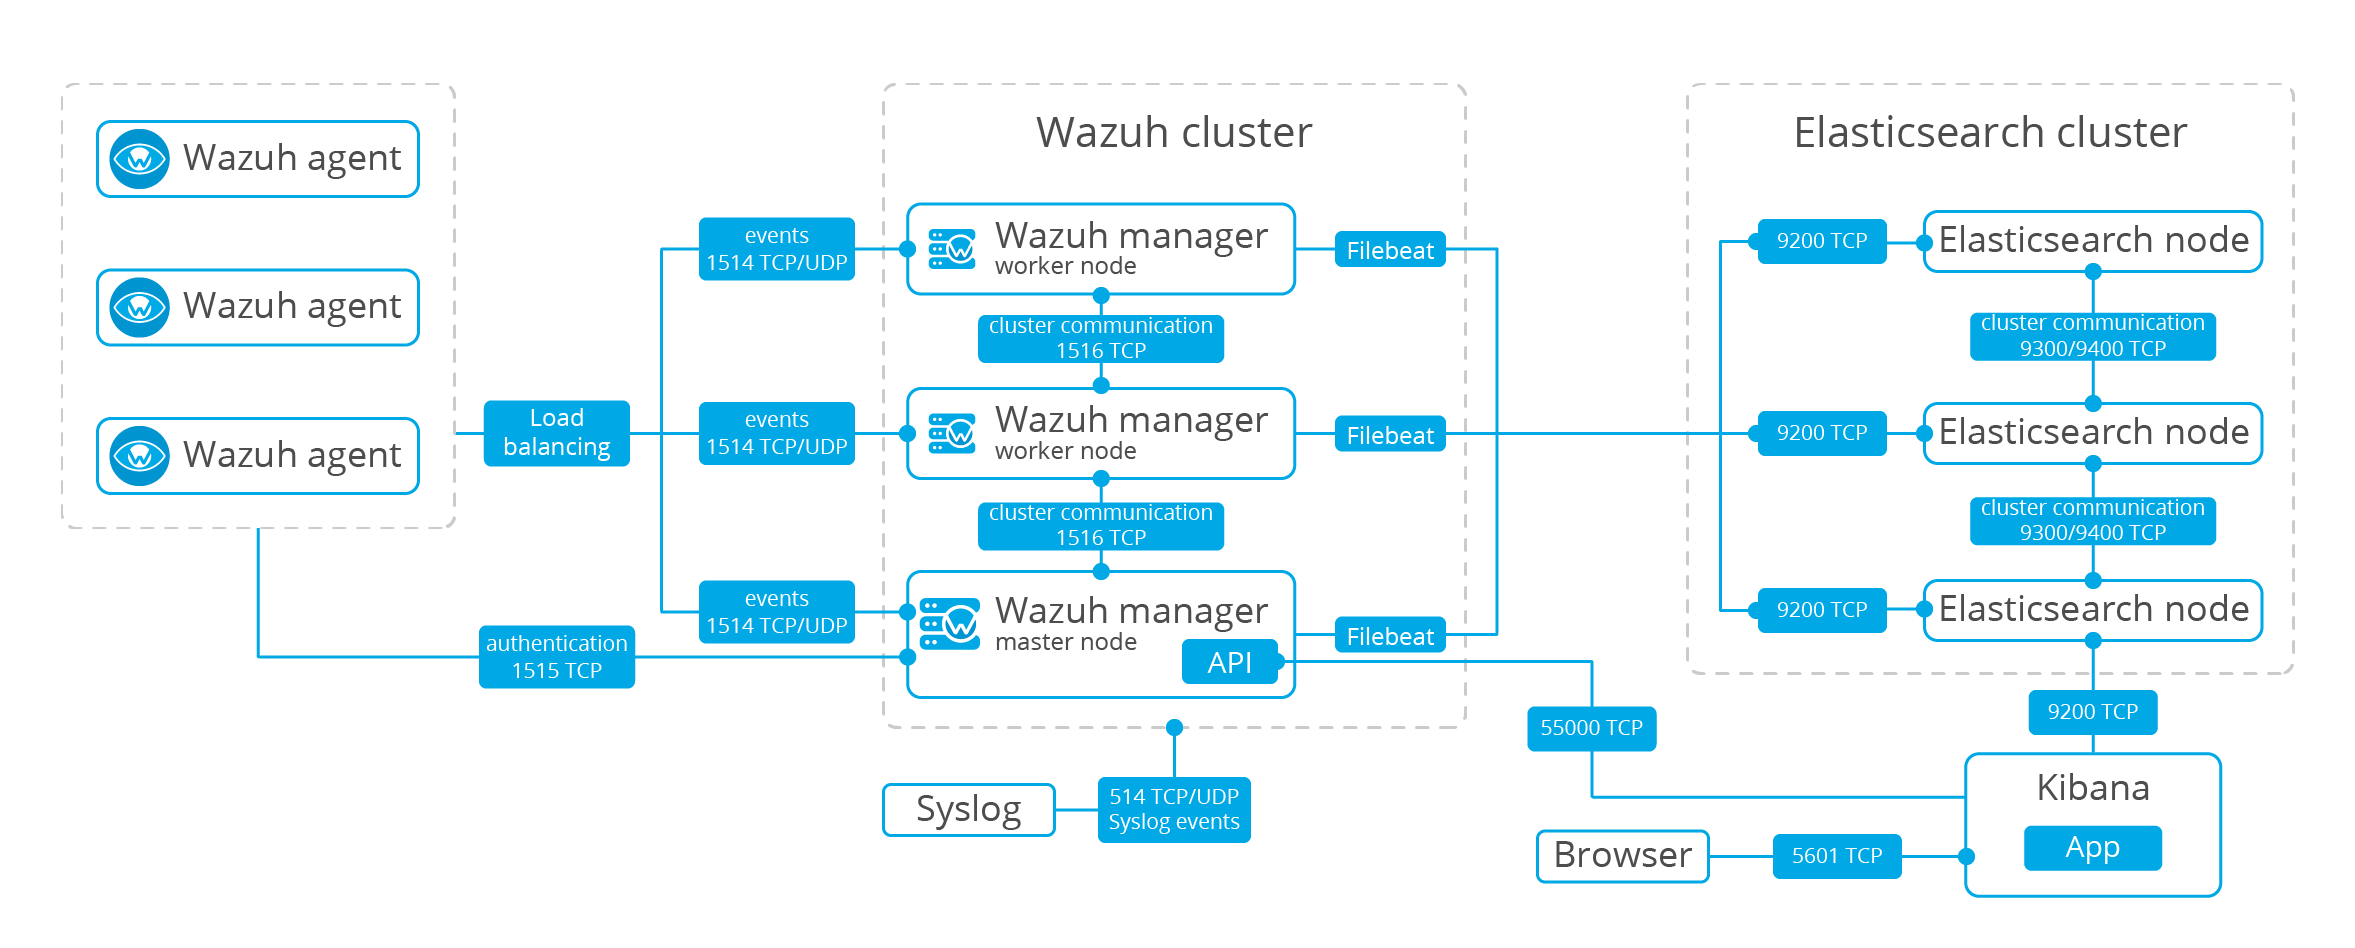 Wazuh agent
Wazuh agent
Wazuh agent
Load
balancing
authentication
1515 TCP
events
1514 TCP/UDP
events
1514 TCP/UDP
events
1514 TCP/UDP
Wazuh cluster
Wazuh manager
worker node
cluster communication
1516 TCP
Wazuh manager
worker node
cluster communication
1516 TCP
Wazuh manager
master node
API
Filebeat
Filebeat
Filebeat
Syslog
514 TCP/UDP
Syslog events
55000 TCP
Elasticsearch cluster
9200 TCP
Elasticsearch node
cluster communication
9300/9400 TCP
9200 TCP
Elasticsearch node
cluster communication
9300/9400 TCP
9200 TCP
Elasticsearch node
9200 TCP
Kibana
App
Browser
5601 TCP